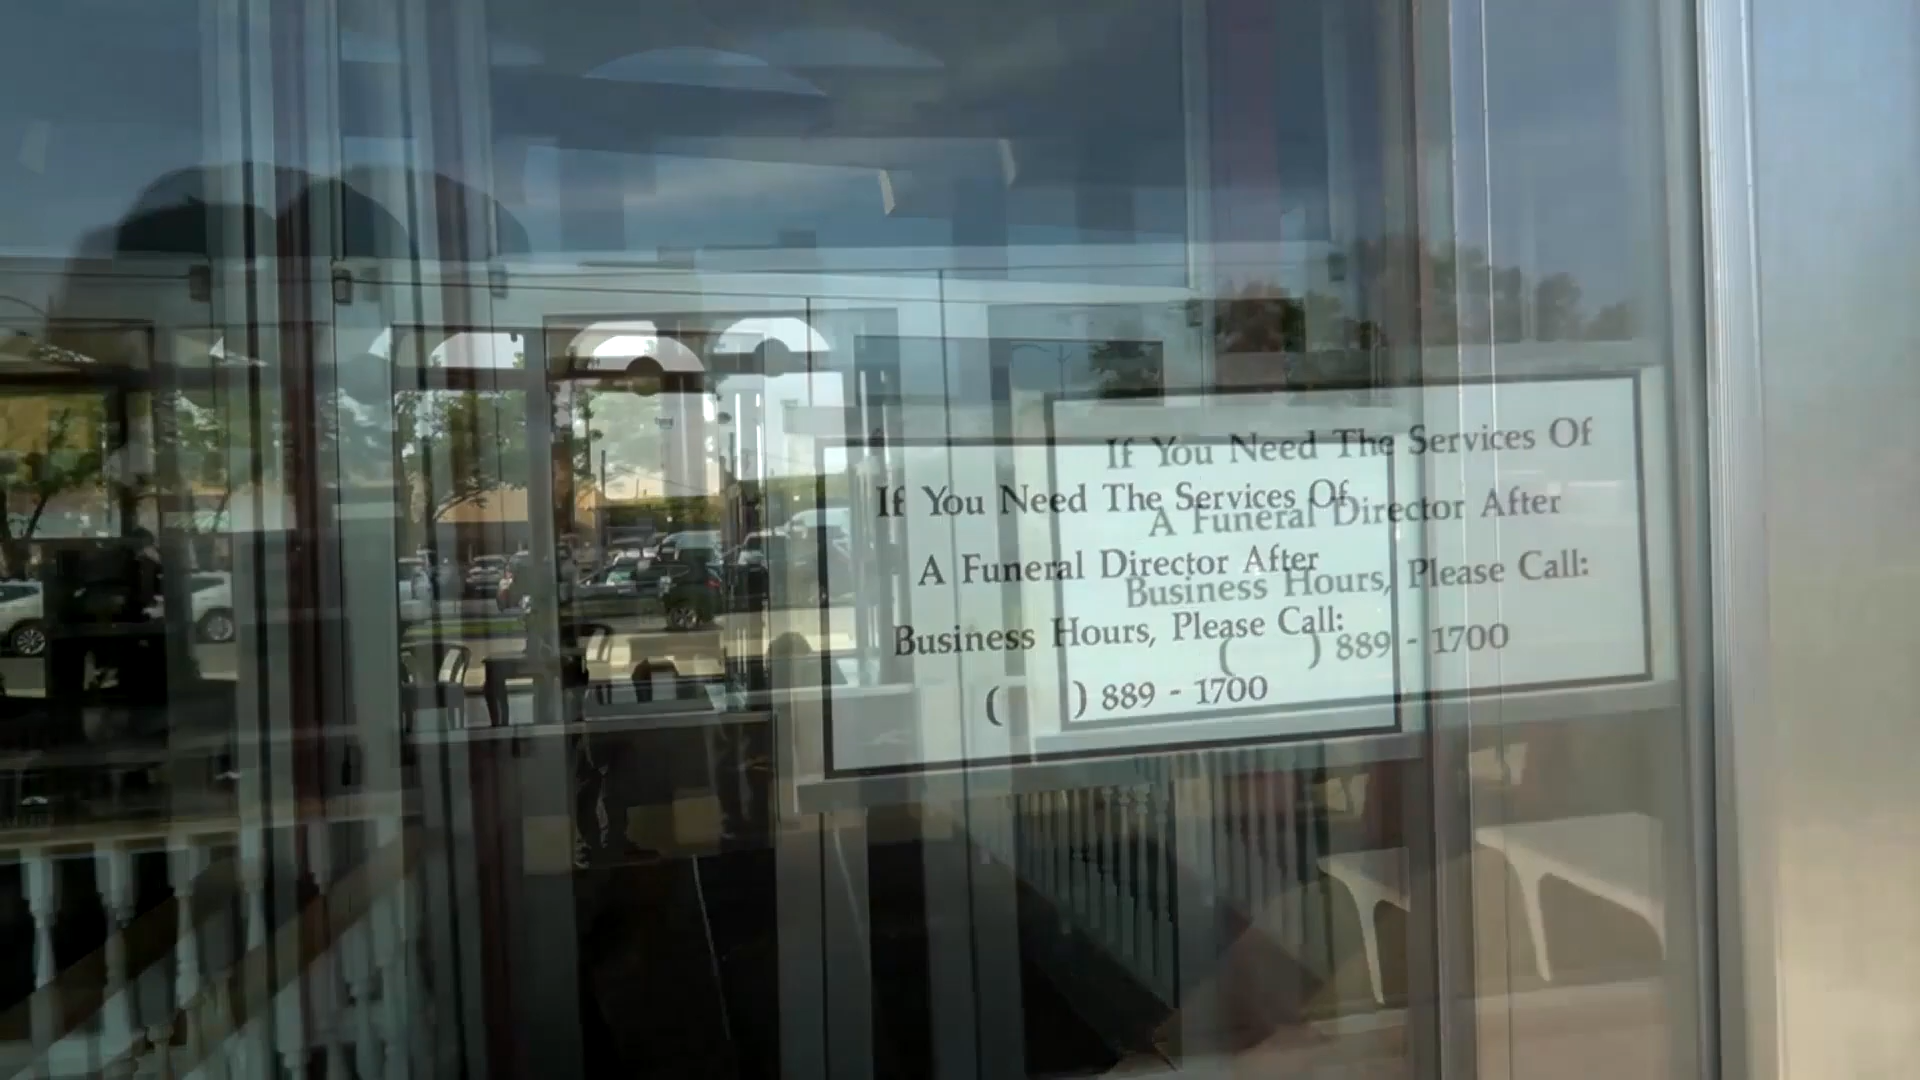 If You Need The Services Of
A Funeral Director After
Business Hours, Please Call:
( ) 889 - 1700
If You Need The Services Of
A Funeral Director After
Business Hours, Please Call:
( ) 889 - 1700